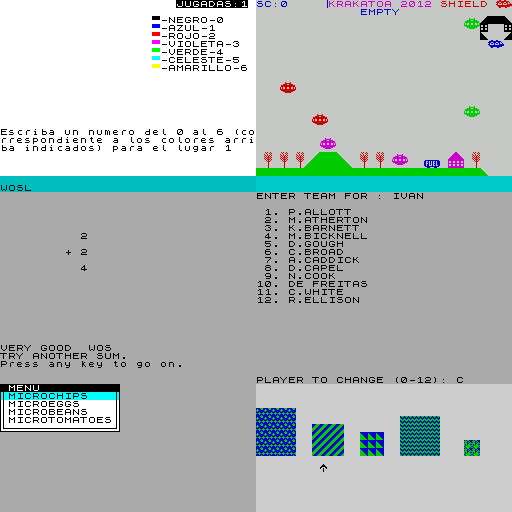 JUGADAS:1
-NEGRO-0
-AZUL-1
-ROJO-2
-VIOLETA-3
-VERDE-4
-CELESTE-5
-AMARILLO-6
Escriba un numero del 0 al 6 (co
rrespondiente a los colores arri
ba indicados) para el lugar 1
SC:0 KRAKATOA 2012 SHIELD
EMPTY
FUEL
WOSL
2
+ 2
4
VERY GOOD WOS
TRY ANOTHER SUM.
Press any key to go on.
ENTER TEAM FOR : IVAN
1. P.ALLOTT
2. M.ATHERTON
3. K.BARNETT
4. M.BICKNELL
5. D.GOUGH
6. C.BROAD
7. A.CADDICK
8. D.CAPEL
9. N.COOK
10. DE FREITAS
11. C.WHITE
12. R.ELLISON
PLAYER TO CHANGE (0-12): C
MENU
MICROCHIPS
MICROEGGS
MICROBEANS
MICROTOMATOES